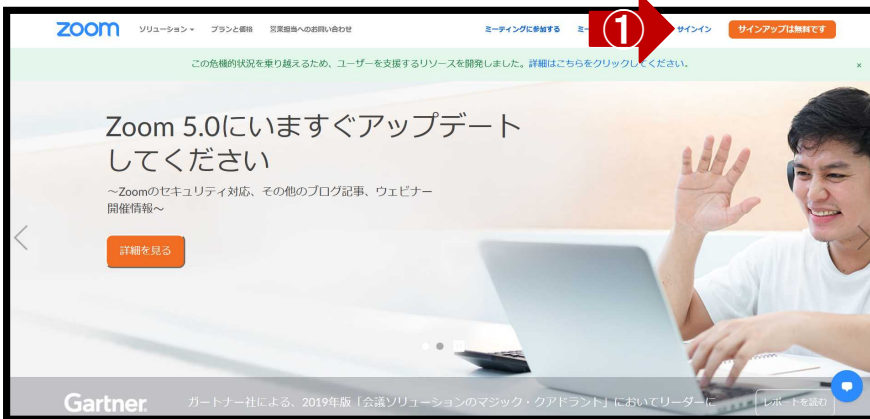 zoom ソリューション プランと価格 営業担当へのお問い合わせ ミーティングに参加する ミー ① サインイン サインアップは無料です
この危機的状況を乗り越えるため、ユーザーを支援するリソースを開発しました。詳細はこちらをクリックしてください。 ×
Zoom 5.0にいますぐアップデート
してください
～Zoomのセキュリティ対応、その他のブログ記事、ウェビナー
開催情報～
詳細を見る
Gartner. ガートナー社による、2019年版「会議ソリューションのマジック・クアドラント」においてリーダーに レポートを読む